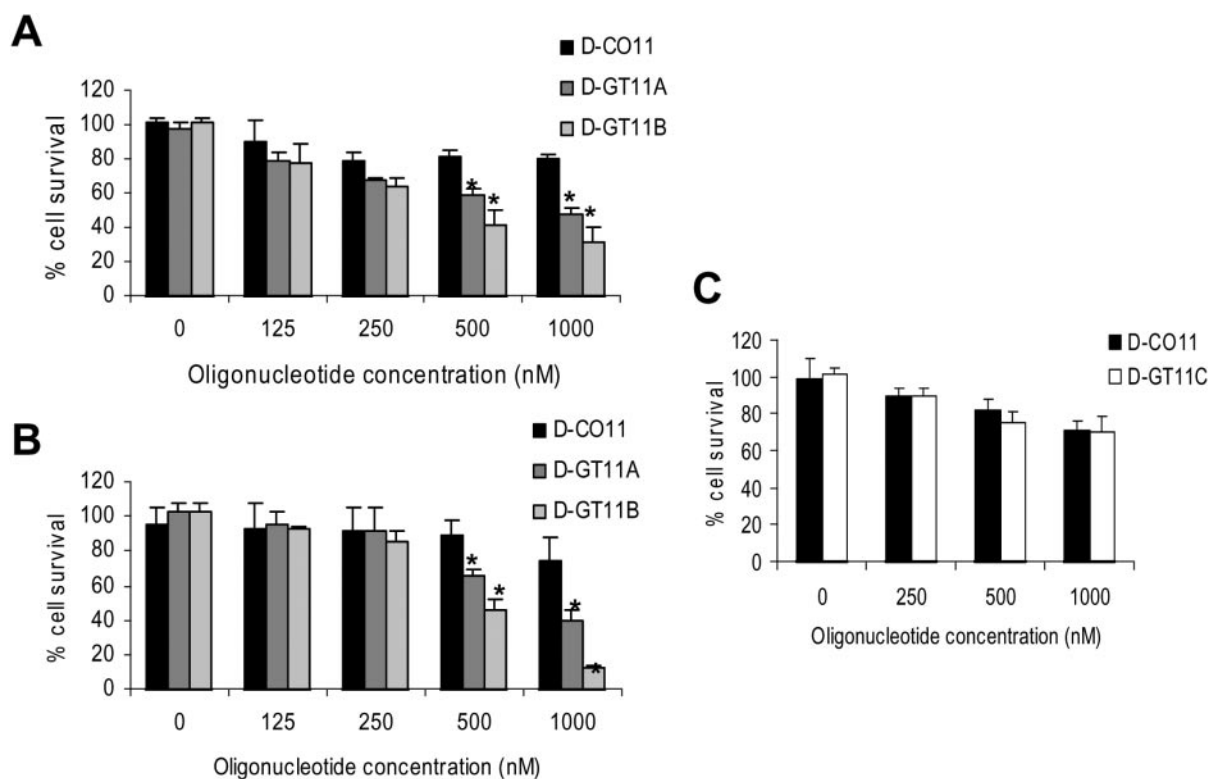 A
D-CO11
D-GT11A
D-GT11B
120
100
80
60
40
20
0
% cell survival
* * * *
0 125 250 500 1000
Oligonucleotide concentration (nM)
B
D-CO11
D-GT11A
D-GT11B
120
100
80
60
40
20
0
% cell survival
* * * *
0 125 250 500 1000
Oligonucleotide concentration (nM)
C
D-CO11
D-GT11C
120
100
80
60
40
20
0
% cell survival
0 250 500 1000
Oligonucleotide concentration (nM)